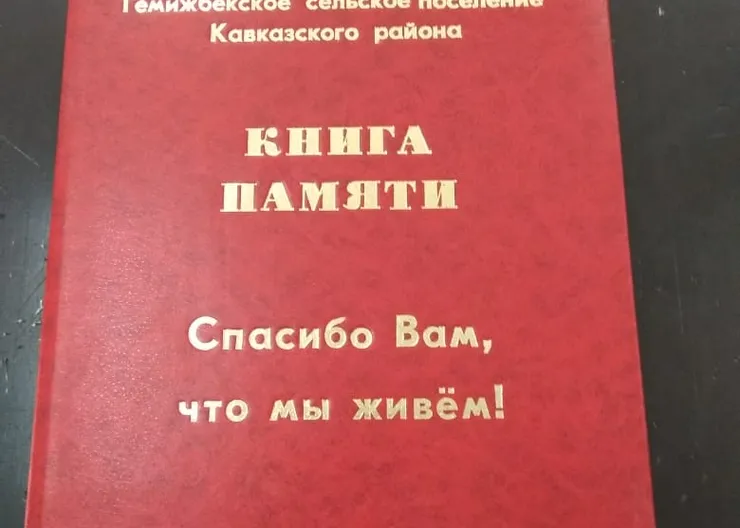 Темижбекское сельское поселение
Кавказского района
КНИГА
ПАМЯТИ
Спасибо Вам,
что мы живём!